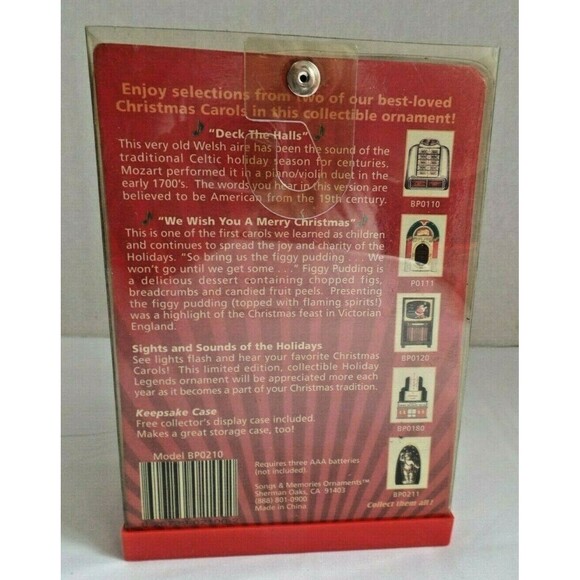 Enjoy selections from two of our best-loved
Christmas Carols in this collectible ornament!
"Deck The Halls"
This very old Welsh aire has been the sound of the
traditional Celtic holiday season for centuries.
Mozart performed it in a piano/violin duet in the
early 1700's. The words you hear in this version are
believed to be American from the 19th century.
"We Wish You A Merry Christmas"
This is one of the first carols we learned as children
and continues to spread the joy and charity of the
Holidays. "So bring us the figgy pudding . . . We
won't go until we get some . . ." Figgy Pudding is
a delicious dessert containing chopped figs,
breadcrumbs and candied fruit peels. Presenting
the figgy pudding (topped with flaming spirits!)
was a highlight of the Christmas feast in Victorian
England.
Sights and Sounds of the Holidays
See lights flash and hear your favorite Christmas
Carols! This limited edition, collectible Holiday
Legends ornament will be appreciated more each
year as it becomes a part of your Christmas tradition.
Keepsake Case
Free collector's display case included.
Makes a great storage case, too!
Model BP0210
Requires three AAA batteries
(not included).
Songs & Memories Ornaments™
Sherman Oaks, CA 91403
(888) 801-0900
Made in China
BP0110
P0111
BP0120
BP0180
BP0211
Collect them all!